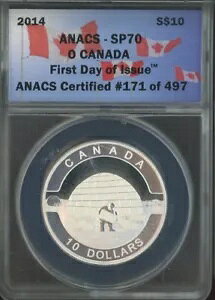 2014 S$10
ANACS - SP70
O CANADA
First Day of Issue™
ANACS Certified #171 of 497
CANADA
10 DOLLARS